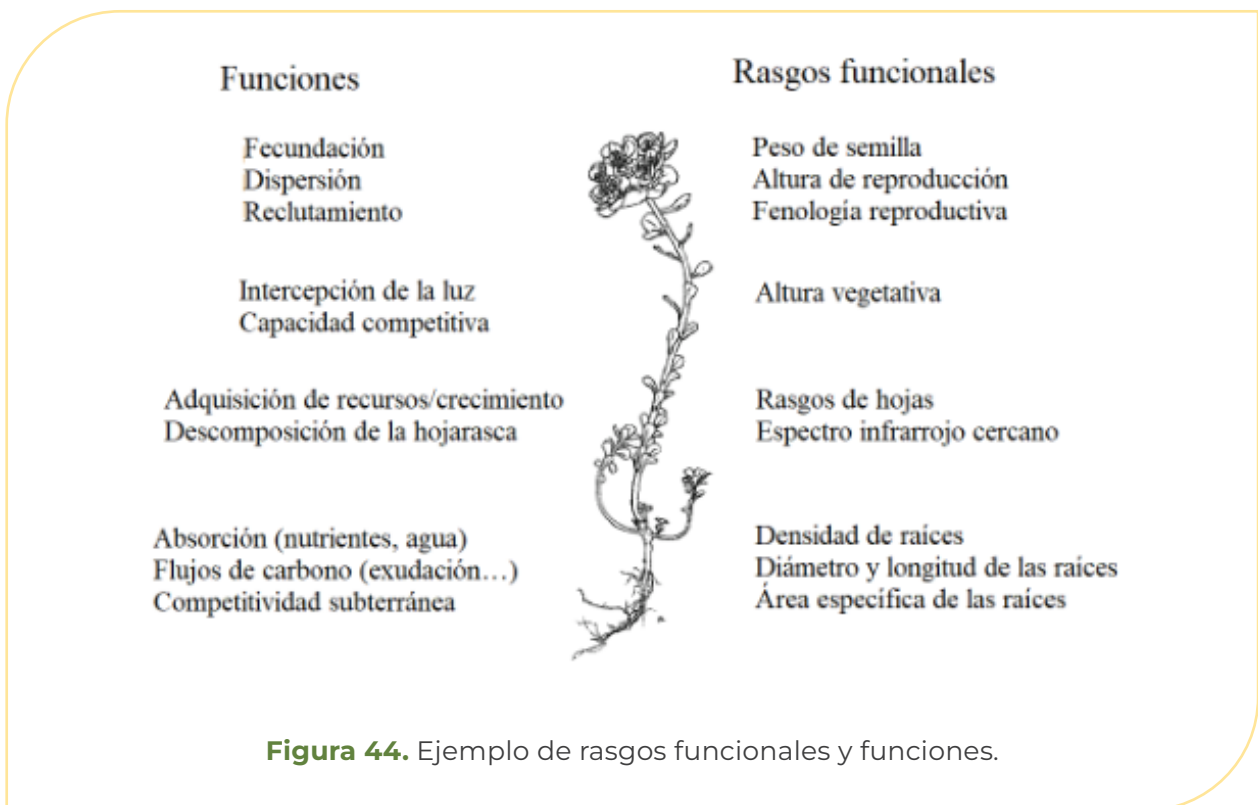 Funciones
Rasgos funcionales
Fecundación
Dispersión
Reclutamiento
Peso de semilla
Altura de reproducción
Fenología reproductiva
Intercepción de la luz
Capacidad competitiva
Altura vegetativa
Adquisición de recursos/crecimiento
Descomposición de la hojarasca
Rasgos de hojas
Espectro infrarrojo cercano
Absorción (nutrientes, agua)
Flujos de carbono (exudación…)
Competitividad subterránea
Densidad de raíces
Diámetro y longitud de las raíces
Área específica de las raíces
Figura 44. Ejemplo de rasgos funcionales y funciones.